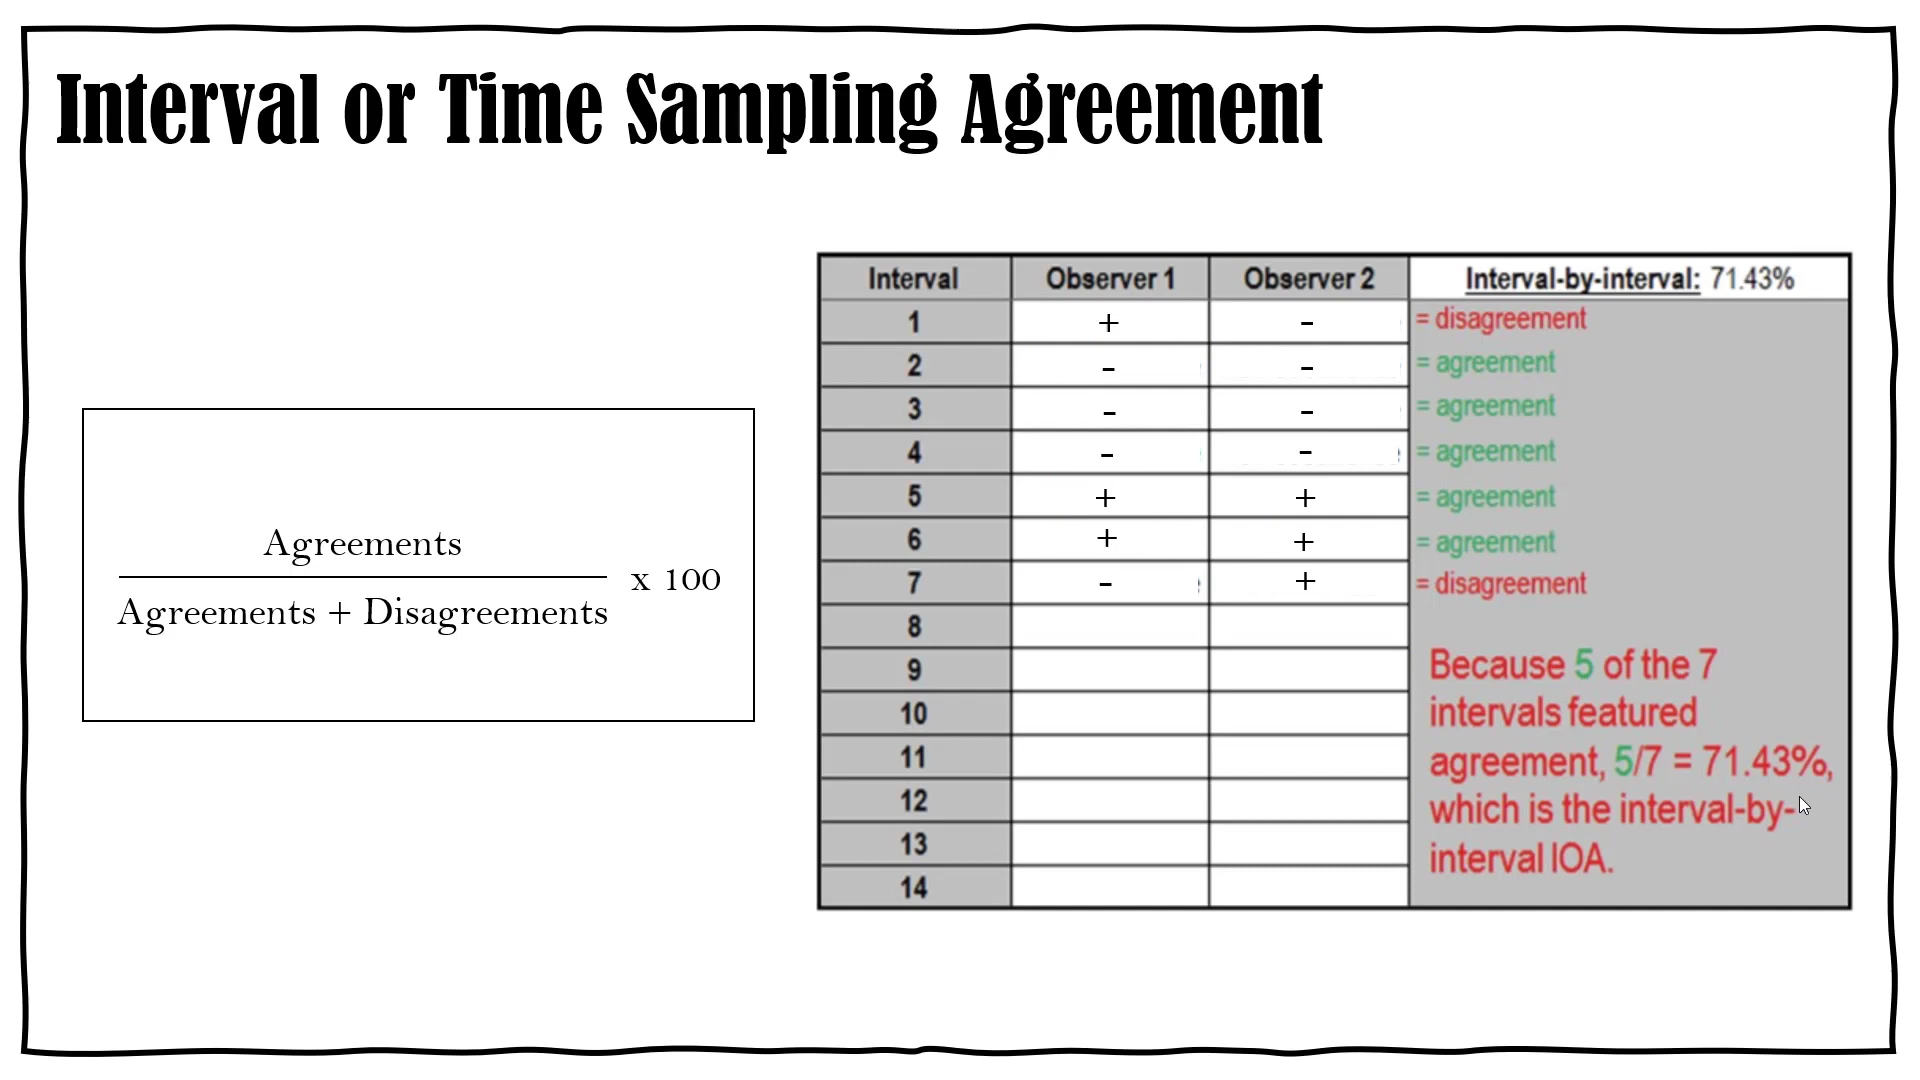 Interval or Time Sampling Agreement
Agreements
Agreements + Disagreements
x 100
Interval Observer 1 Observer 2 Interval-by-interval: 71.43%
1 + - = disagreement
2 - - = agreement
3 - - = agreement
4 - - = agreement
5 + + = agreement
6 + + = agreement
7 - + = disagreement
8
9
10
11
12
13
14
Because 5 of the 7
intervals featured
agreement, 5/7 = 71.43%,
which is the interval-by-
interval IOA.